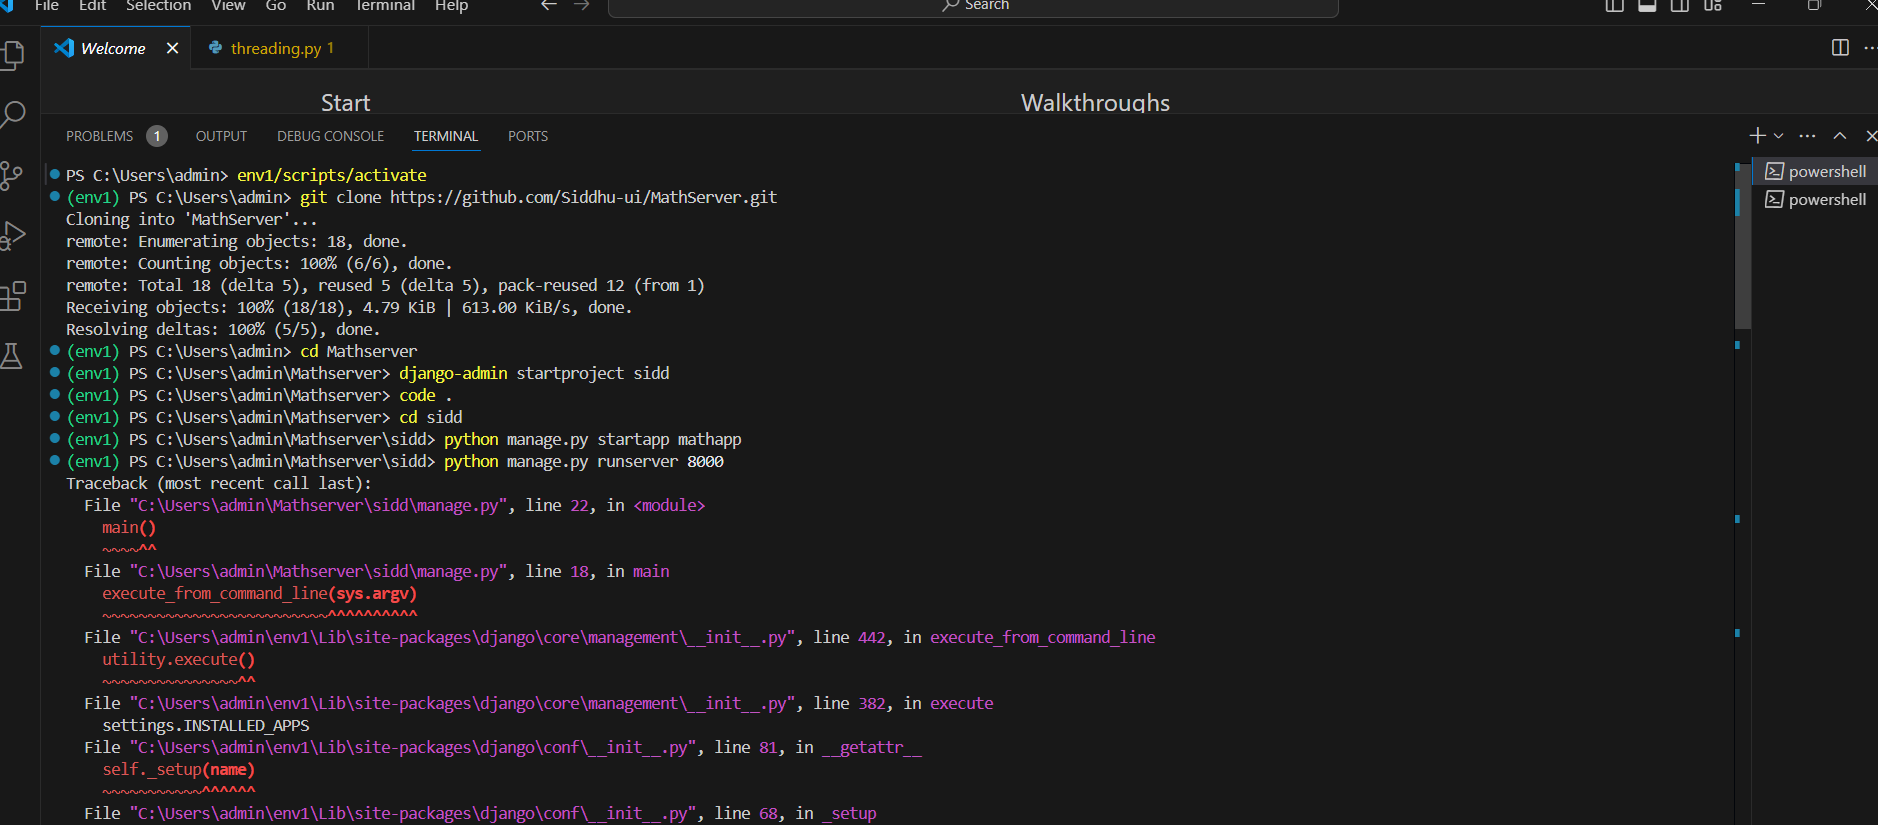 File Edit Selection View Go Run Terminal Help Search
Welcome threading.py 1
Start Walkthroughs
PROBLEMS 1 OUTPUT DEBUG CONSOLE TERMINAL PORTS
powershell
powershell
PS C:\Users\admin> env1/scripts/activate
(env1) PS C:\Users\admin> git clone https://github.com/Siddhu-ui/MathServer.git
Cloning into 'MathServer'...
remote: Enumerating objects: 18, done.
remote: Counting objects: 100% (6/6), done.
remote: Total 18 (delta 5), reused 5 (delta 5), pack-reused 12 (from 1)
Receiving objects: 100% (18/18), 4.79 KiB | 613.00 KiB/s, done.
Resolving deltas: 100% (5/5), done.
(env1) PS C:\Users\admin> cd Mathserver
(env1) PS C:\Users\admin\Mathserver> django-admin startproject sidd
(env1) PS C:\Users\admin\Mathserver> code .
(env1) PS C:\Users\admin\Mathserver> cd sidd
(env1) PS C:\Users\admin\Mathserver\sidd> python manage.py startapp mathapp
(env1) PS C:\Users\admin\Mathserver\sidd> python manage.py runserver 8000
Traceback (most recent call last):
  File "C:\Users\admin\Mathserver\sidd\manage.py", line 22, in <module>
    main()
    ~~~~^^
  File "C:\Users\admin\Mathserver\sidd\manage.py", line 18, in main
    execute_from_command_line(sys.argv)
    ~~~~~~~~~~~~~~~~~~~~~~~~~^^^^^^^^^^
  File "C:\Users\admin\env1\Lib\site-packages\django\core\management\__init__.py", line 442, in execute_from_command_line
    utility.execute()
    ~~~~~~~~~~~~~~~^^
  File "C:\Users\admin\env1\Lib\site-packages\django\core\management\__init__.py", line 382, in execute
    settings.INSTALLED_APPS
  File "C:\Users\admin\env1\Lib\site-packages\django\conf\__init__.py", line 81, in __getattr__
    self._setup(name)
    ~~~~~~~~~~~^^^^^^
  File "C:\Users\admin\env1\Lib\site-packages\django\conf\__init__.py", line 68, in _setup